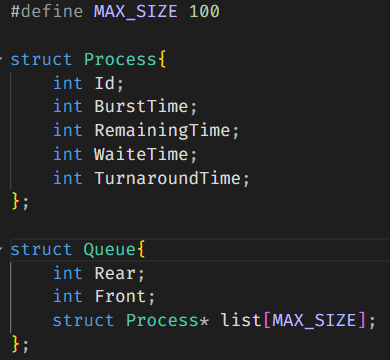 #define MAX_SIZE 100
struct Process{
int Id;
int BurstTime;
int RemainingTime;
int WaiteTime;
int TurnaroundTime;
};
struct Queue{
int Rear;
int Front;
struct Process* list[MAX_SIZE];
};